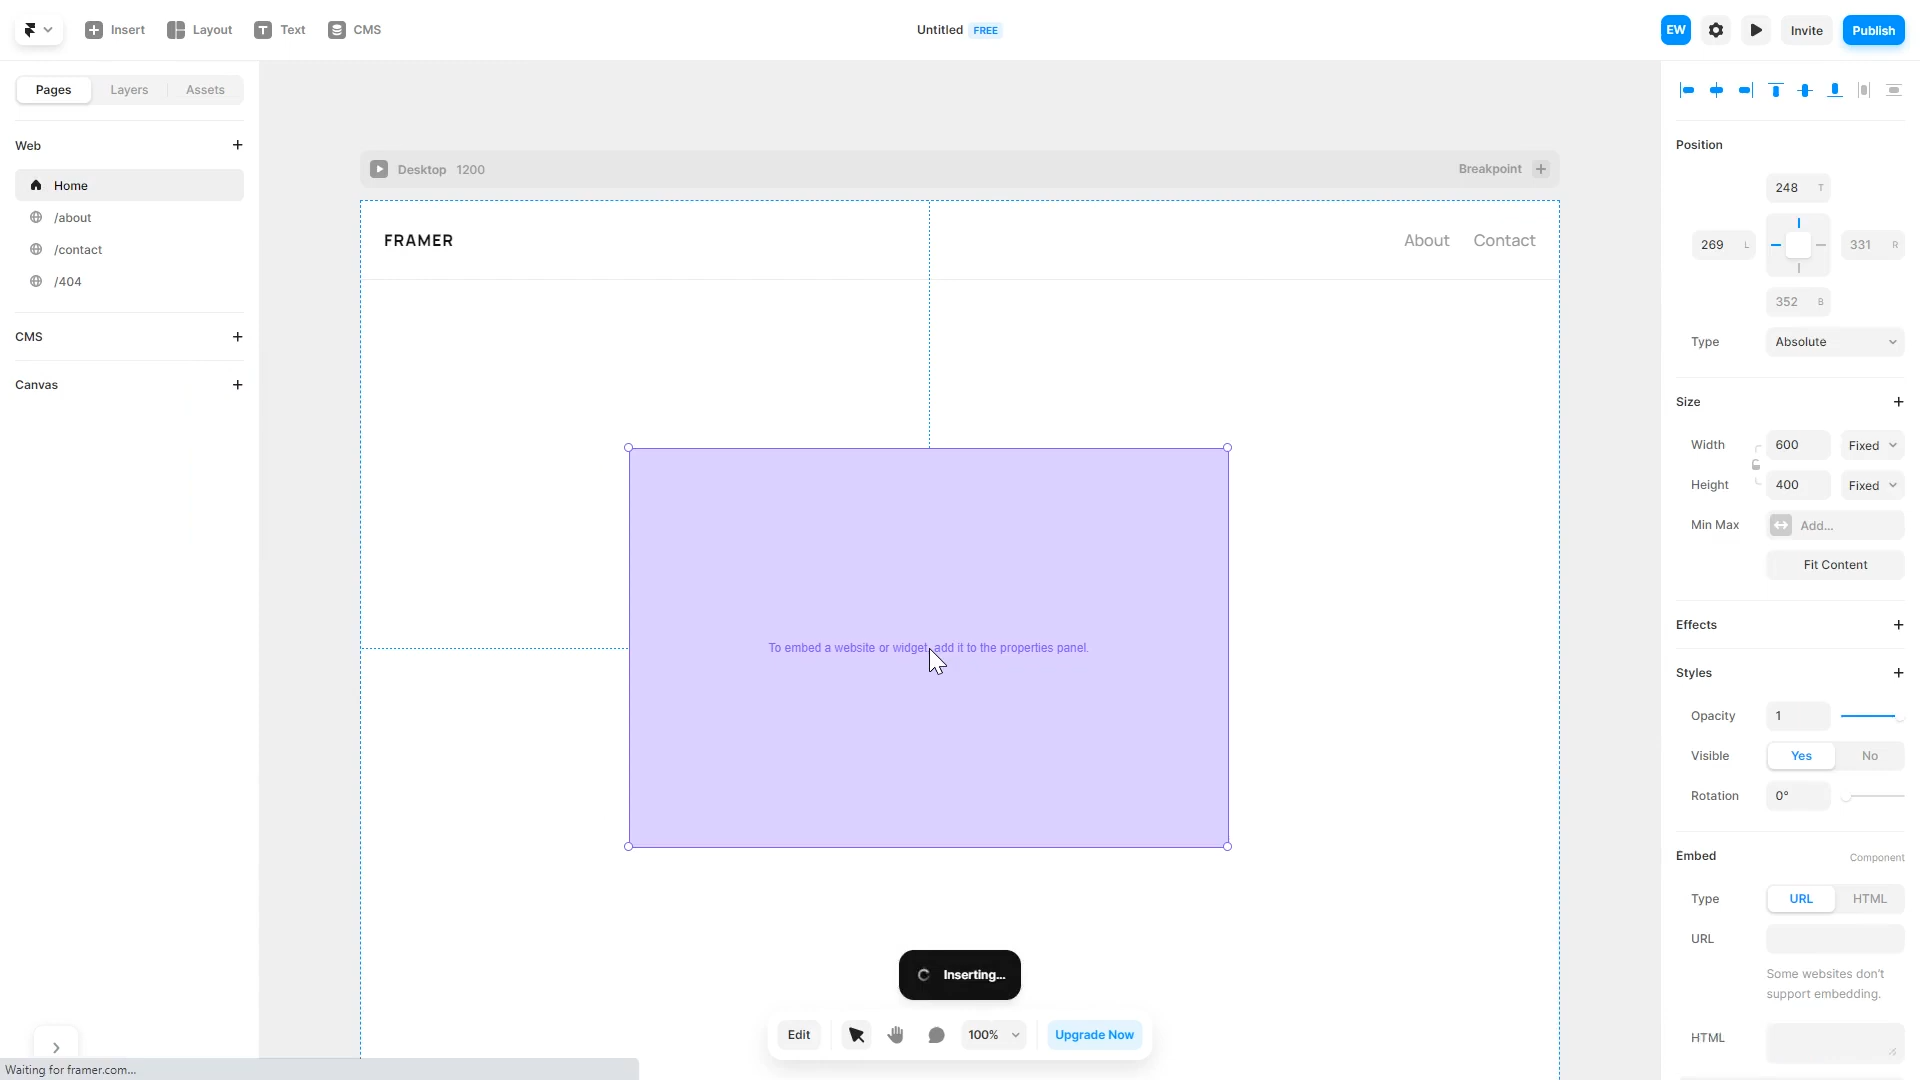 Insert
Layout
Text
CMS
Untitled FREE
EW
Invite
Publish
Pages
Layers
Assets
Web
Home
/about
/contact
/404
CMS
Canvas
Desktop 1200
Breakpoint
FRAMER
About
Contact
To embed a website or widget, add it to the properties panel.
Inserting...
Edit
100%
Upgrade Now
Waiting for framer.com...
Position
248 T
269 L
331 R
352 B
Type
Absolute
Size
Width
600
Fixed
Height
400
Fixed
Min Max
Add...
Fit Content
Effects
Styles
Opacity
1
Visible
Yes
No
Rotation
0°
Embed
Component
Type
URL
HTML
URL
Some websites don't
support embedding.
HTML